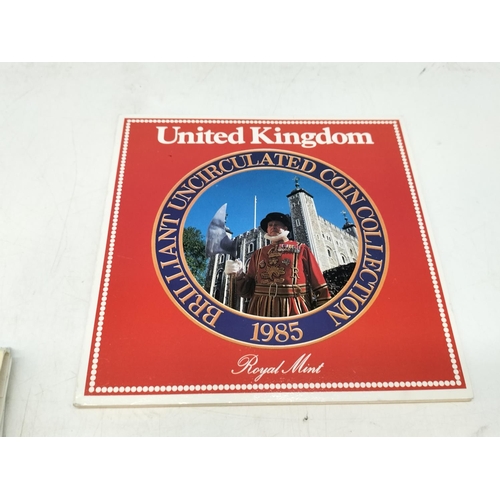 United Kingdom
BRILLIANT UNCIRCULATED COIN COLLECTION
1985
Royal Mint